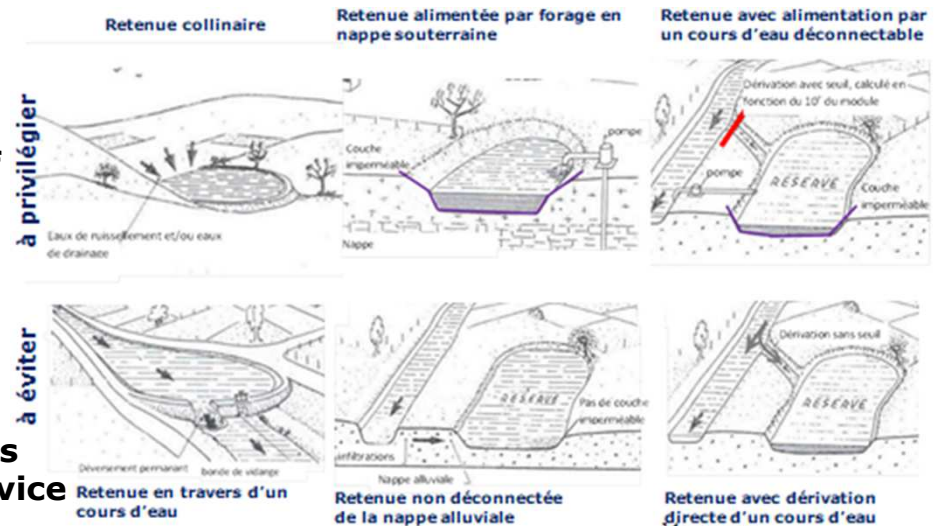 Retenue collinaire
Retenue alimentée par forage en
nappe souterraine
Retenue avec alimentation par
un cours d'eau déconnectable
à privilégier
Eaux de ruissellement et/ou eaux
de drainage
Couche
imperméable
pompe
Nappe
Dérivation avec seuil, calculé en
fonction du 10ᵉ du module
pompe
RÉSERVE
Couche
imperméable
à éviter
Déversement permanant
bonde de vidange
Retenue en travers d'un
cours d'eau
RÉSERVE
Pas de couche
imperméable
infiltrations
Nappe alluviale
Retenue non déconnectée
de la nappe alluviale
Dérivation sans seuil
RÉSERVE
Retenue avec dérivation
directe d'un cours d'eau
s
vice